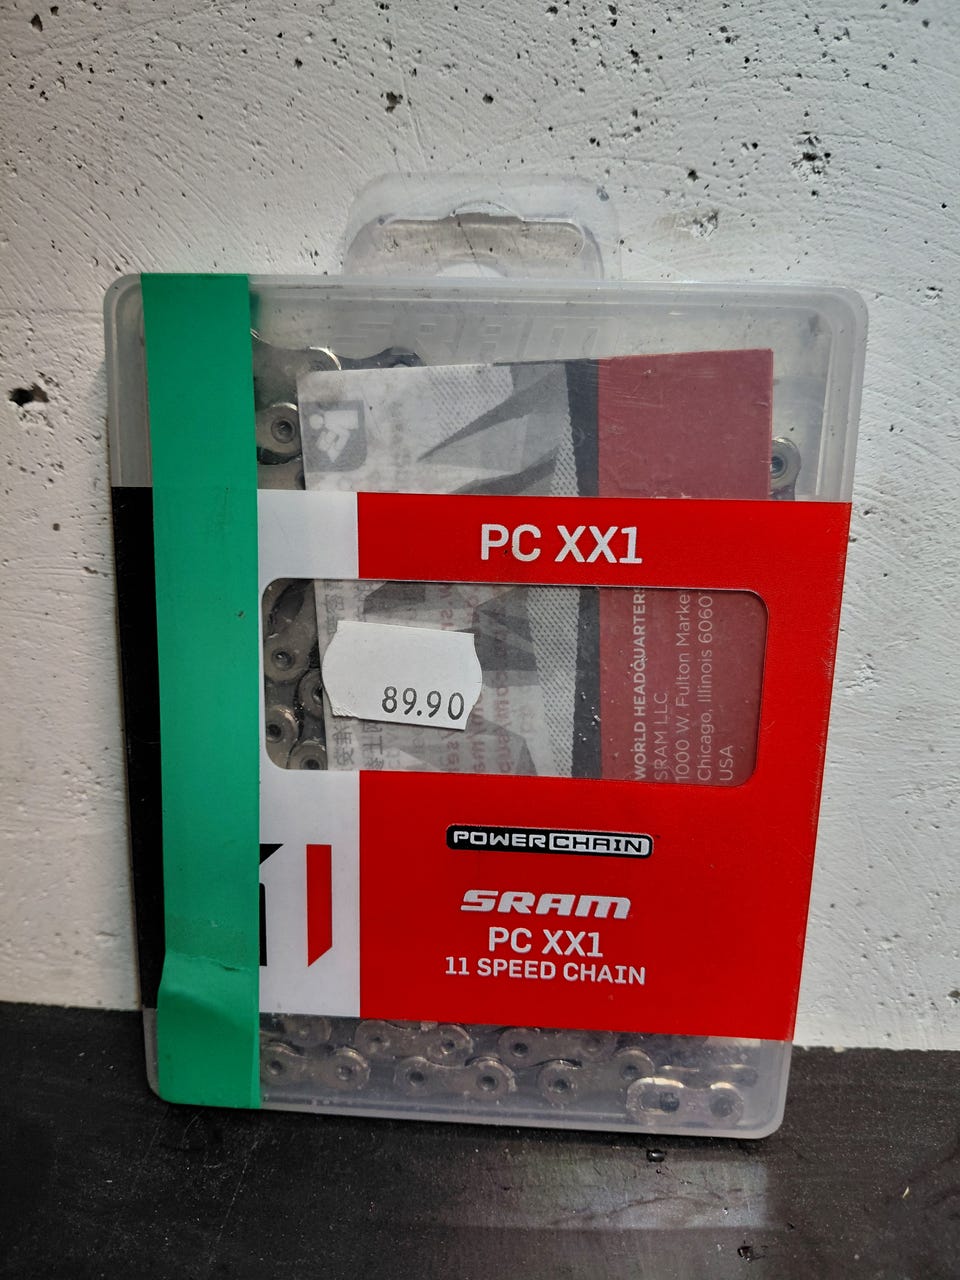 SRAM
PC XX1
89.90
WORLD HEADQUARTERS
SRAM LLC
1000 W. Fulton Marke
Chicago, Illinois 6060
USA
POWERCHAIN
SRAM
PC XX1
11 SPEED CHAIN